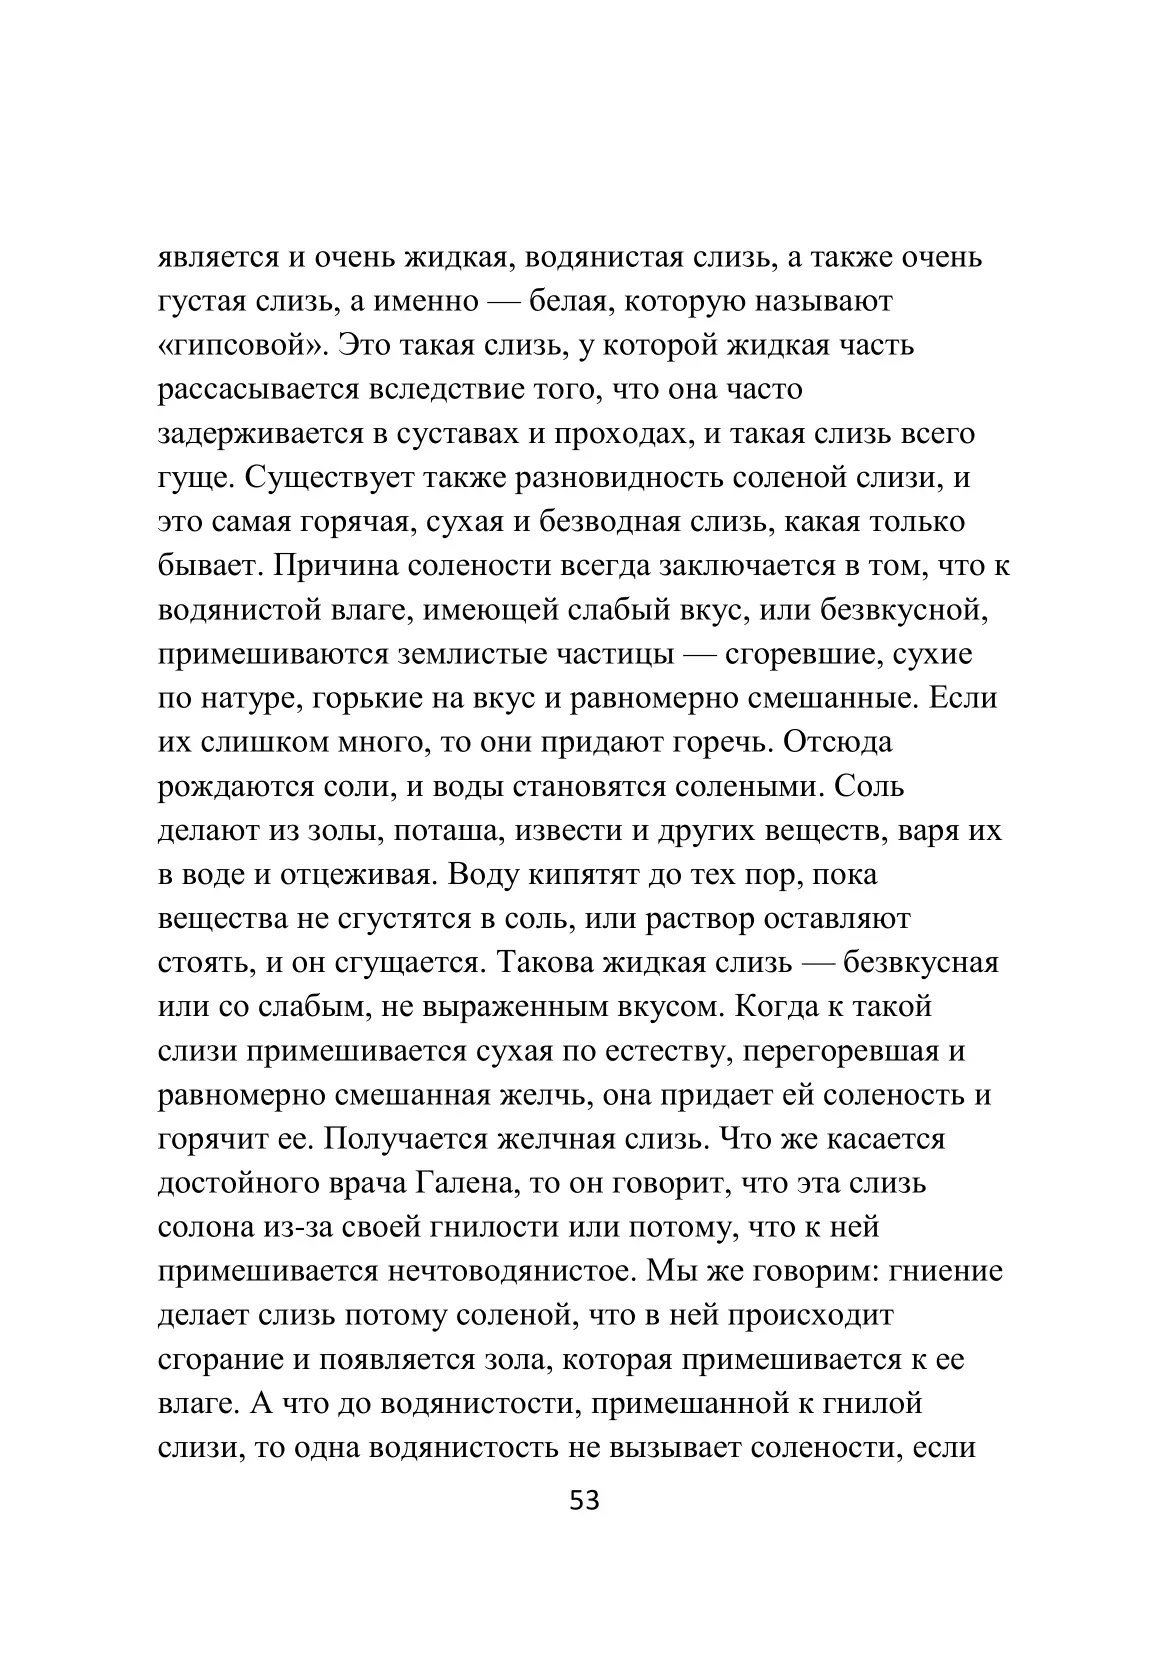 является и очень жидкая, водянистая слизь, а также очень
густая слизь, а именно — белая, которую называют
«гипсовой». Это такая слизь, у которой жидкая часть
рассасывается вследствие того, что она часто
задерживается в суставах и проходах, и такая слизь всего
гуще. Существует также разновидность соленой слизи, и
это самая горячая, сухая и безводная слизь, какая только
бывает. Причина солености всегда заключается в том, что к
водянистой влаге, имеющей слабый вкус, или безвкусной,
примешиваются землистые частицы — сгоревшие, сухие
по натуре, горькие на вкус и равномерно смешанные. Если
их слишком много, то они придают горечь. Отсюда
рождаются соли, и воды становятся солеными. Соль
делают из золы, поташа, извести и других веществ, варя их
в воде и отцеживая. Воду кипятят до тех пор, пока
вещества не сгустятся в соль, или раствор оставляют
стоять, и он сгущается. Такова жидкая слизь — безвкусная
или со слабым, не выраженным вкусом. Когда к такой
слизи примешивается сухая по естеству, перегоревшая и
равномерно смешанная желчь, она придает ей соленость и
горячит ее. Получается желчная слизь. Что же касается
достойного врача Галена, то он говорит, что эта слизь
солона из-за своей гнилости или потому, что к ней
примешивается нечтоводянистое. Мы же говорим: гниение
делает слизь потому соленой, что в ней происходит
сгорание и появляется зола, которая примешивается к ее
влаге. А что до водянистости, примешанной к гнилой
слизи, то одна водянистость не вызывает солености, если
53